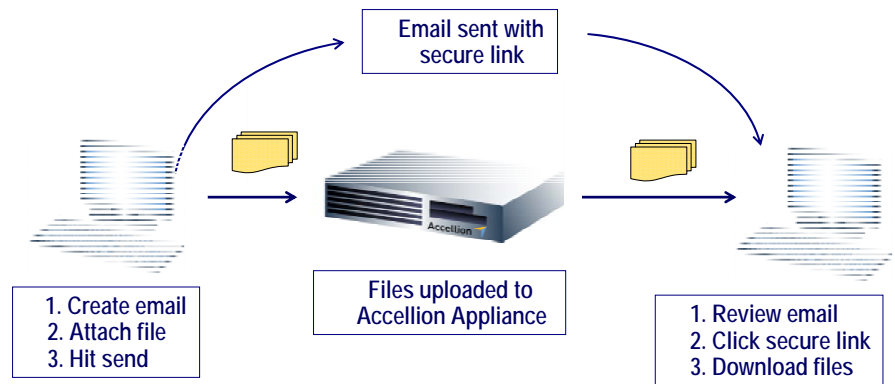 Email sent with
secure link
Accellion
1. Create email
2. Attach file
3. Hit send
Files uploaded to
Accellion Appliance
1. Review email
2. Click secure link
3. Download files